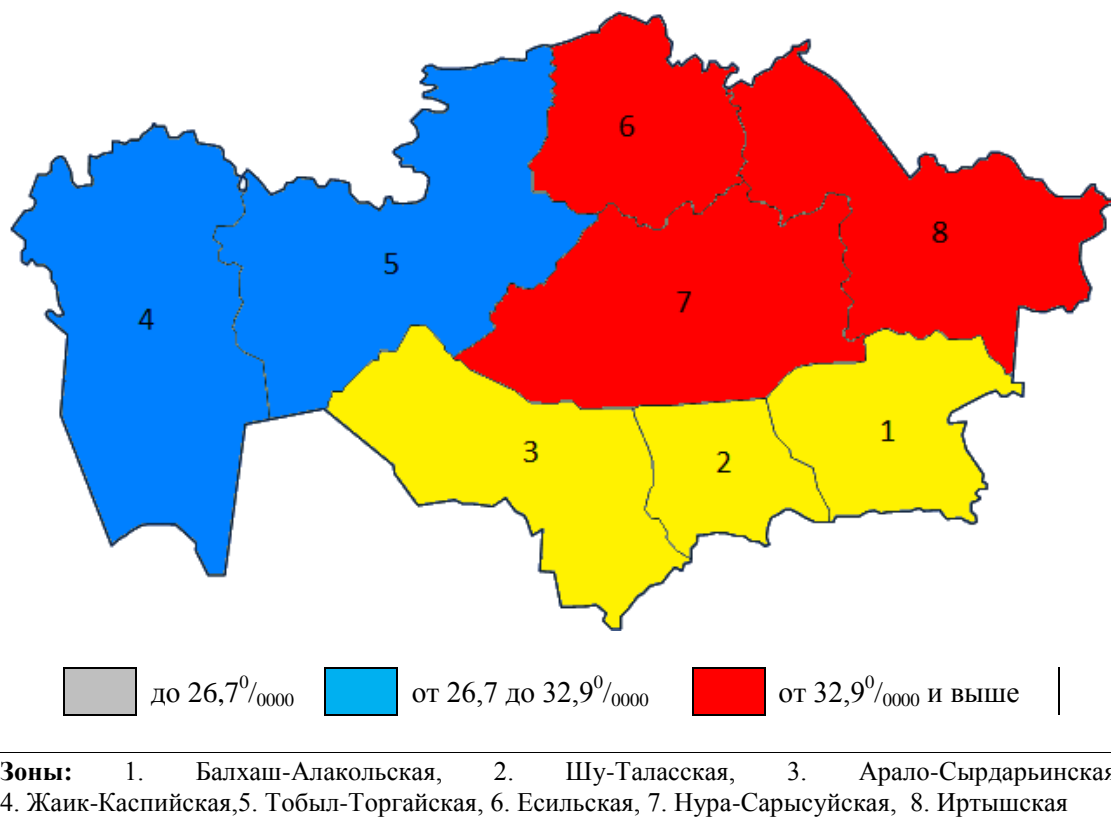 6
8
5
7
4
1
3
2
до 26,7⁰/₀₀₀₀ от 26,7 до 32,9⁰/₀₀₀₀ от 32,9⁰/₀₀₀₀ и выше
Зоны: 1. Балхаш-Алакольская, 2. Шу-Таласская, 3. Арало-Сырдарьинская
4. Жаик-Каспийская,5. Тобыл-Торгайская, 6. Есильская, 7. Нура-Сарысуйская, 8. Иртышская